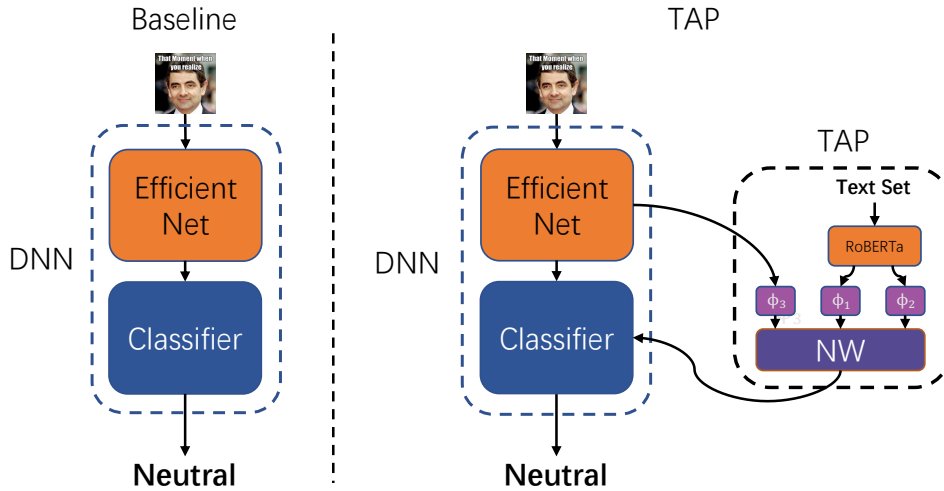 Baseline
That Moment when
you realize
Efficient
Net
DNN
Classifier
Neutral
TAP
That Moment when
you realize
Efficient
Net
DNN
Classifier
Neutral
TAP
Text Set
RoBERTa
ϕ₃
ϕ₁
ϕ₂
NW